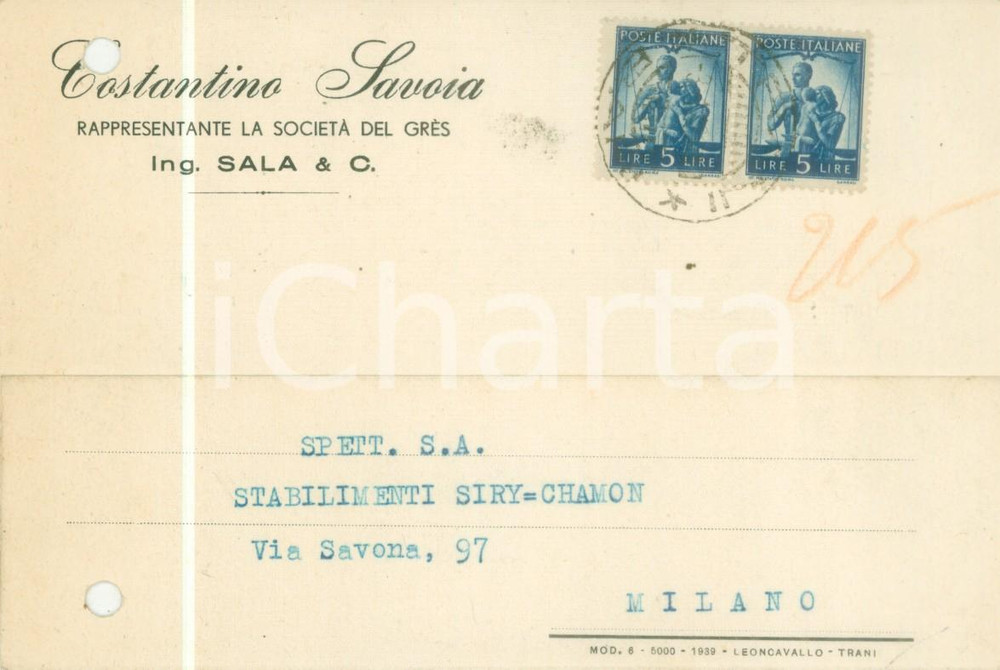 Costantino Savoia
RAPPRESENTANTE LA SOCIETÀ DEL GRÈS
Ing. SALA & C.
POSTE ITALIANE
LIRE 5 LIRE
POSTE ITALIANE
LIRE 5 LIRE
215
iCharta
SPETT. S.A.
STABILIMENTI SIRY=CHAMON
Via Savona, 97
MILANO
MOD. 6 - 5000 - 1939 - LEONCAVALLO - TRANI